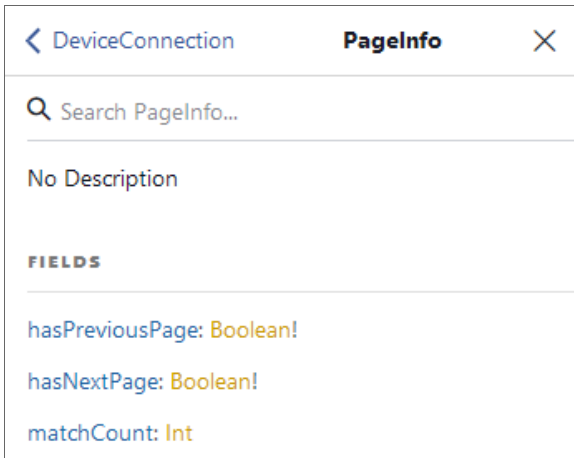 DeviceConnection PageInfo
Search PageInfo...
No Description
FIELDS
hasPreviousPage: Boolean!
hasNextPage: Boolean!
matchCount: Int